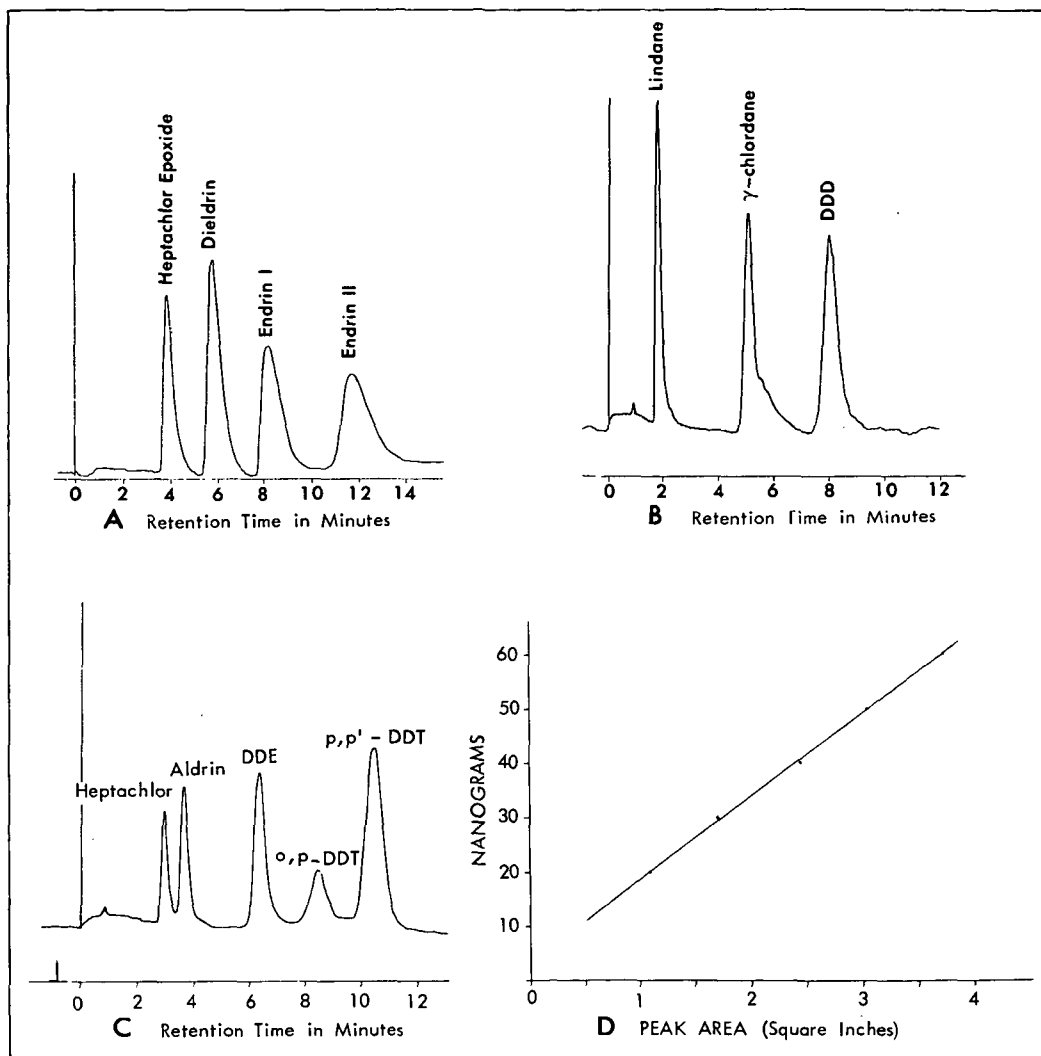 Heptachlor Epoxide
Dieldrin
Endrin I
Endrin II
0 2 4 6 8 10 12 14
A Retention Time in Minutes
Lindane
γ-chlordane
DDD
0 2 4 6 8 10 12
B Retention Time in Minutes
Heptachlor
Aldrin
DDE
o,p-DDT
p,p' - DDT
0 2 4 6 8 10 12
C Retention Time in Minutes
NANOGRAMS
60
50
40
30
20
10
0 1 2 3 4
D PEAK AREA (Square Inches)